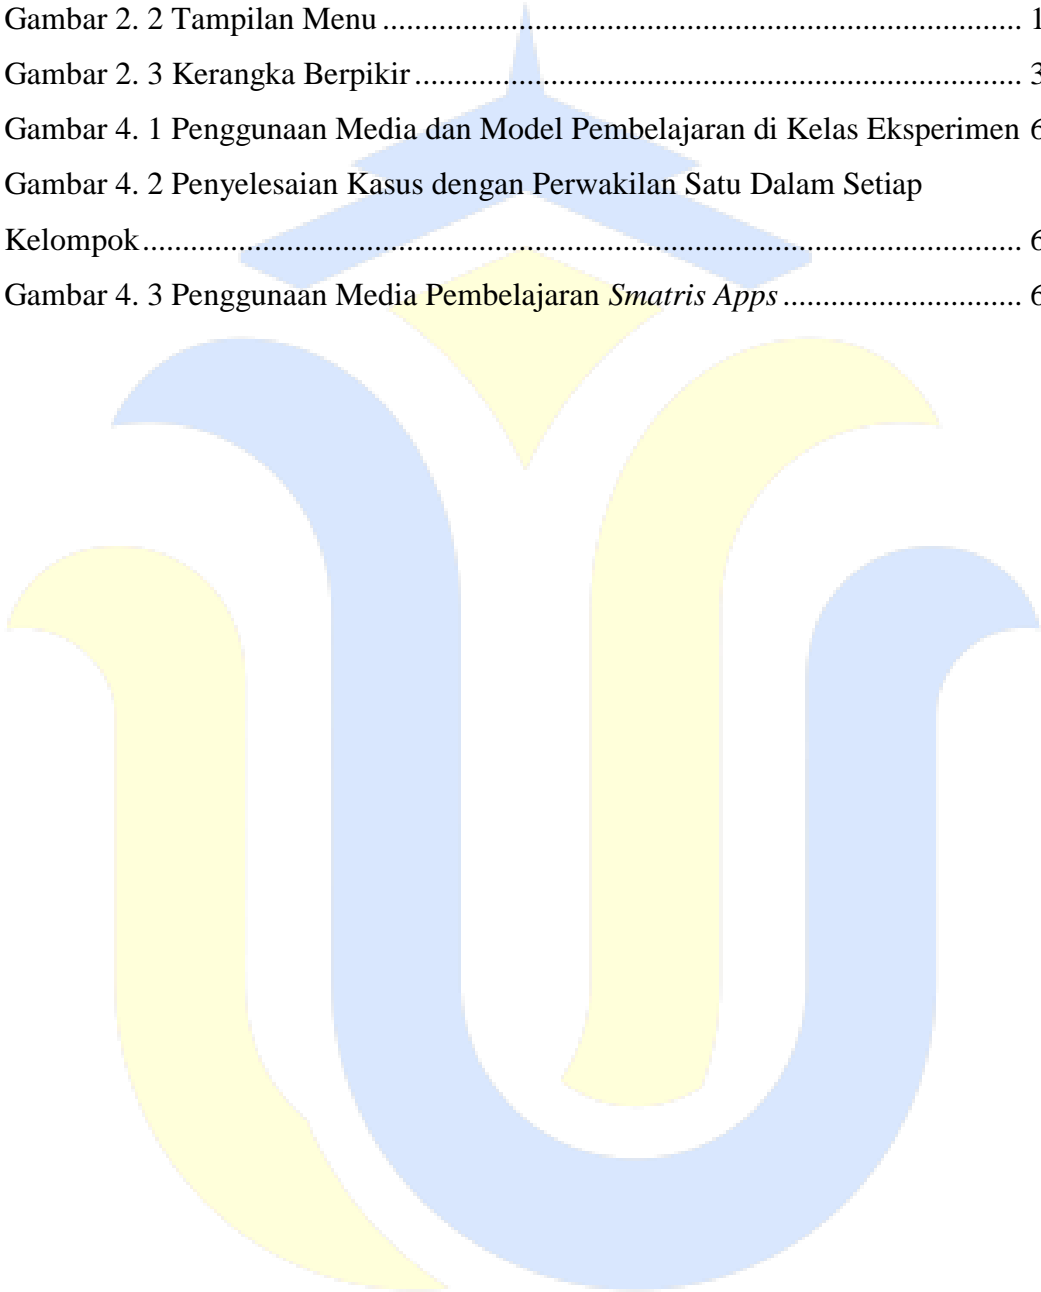 Gambar 2. 2 Tampilan Menu ............................................................................... 1
Gambar 2. 3 Kerangka Berpikir ........................................................................... 3
Gambar 4. 1 Penggunaan Media dan Model Pembelajaran di Kelas Eksperimen 6
Gambar 4. 2 Penyelesaian Kasus dengan Perwakilan Satu Dalam Setiap
Kelompok ............................................................................................................. 6
Gambar 4. 3 Penggunaan Media Pembelajaran Smatris Apps .............................. 6